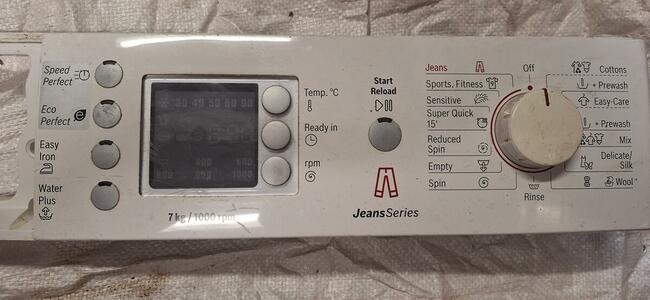 Speed
Perfect
Eco
Perfect
Easy
Iron
Water
Plus
30 40 50 60 90
600
1000
7 kg / 1000 rpm
Temp. °C
Ready in
rpm
Start
Reload
JeansSeries
Jeans
Sports, Fitness
Sensitive
Super Quick
15'
Reduced
Spin
Empty
Spin
Off
Cottons
+ Prewash
Easy-Care
+ Prewash
Mix
Delicate/
Silk
Wool
Rinse